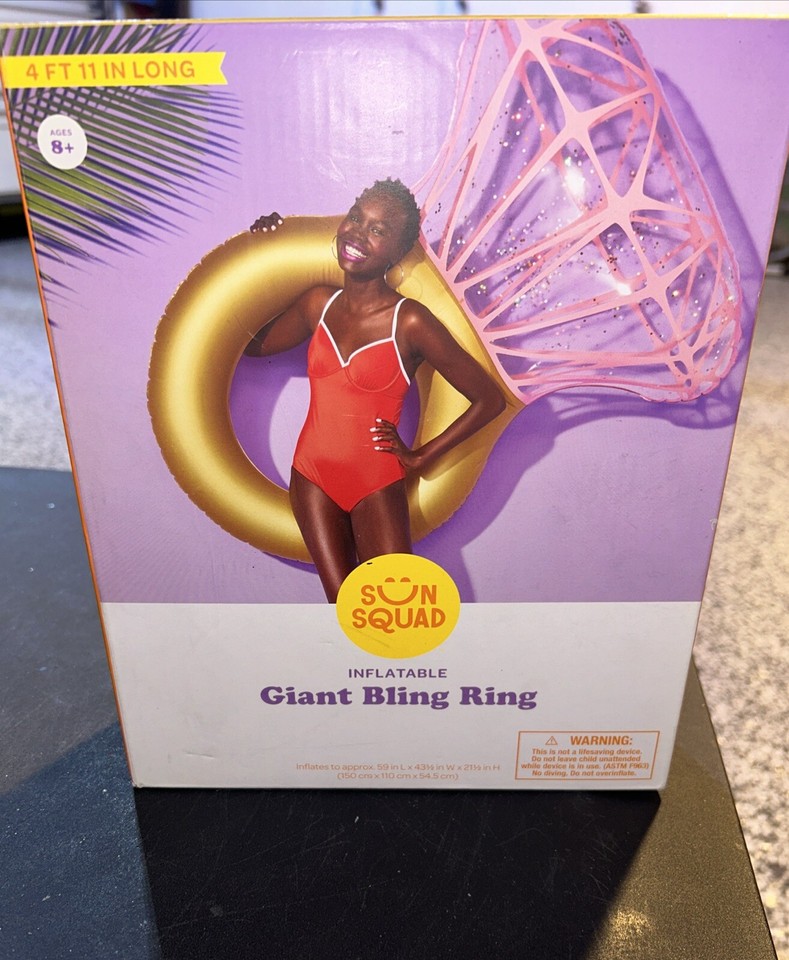 4 FT 11 IN LONG
AGES
8+
SUN
SQUAD
INFLATABLE
Giant Bling Ring
Inflates to approx. 59 in L x 43½ in W x 21½ in H
(150 cms x 110 cm x 54.5 cm)
⚠ WARNING:
This is not a lifesaving device.
Do not leave child unattended
while device is in use. (ASTM F963)
No diving. Do not overinflate.